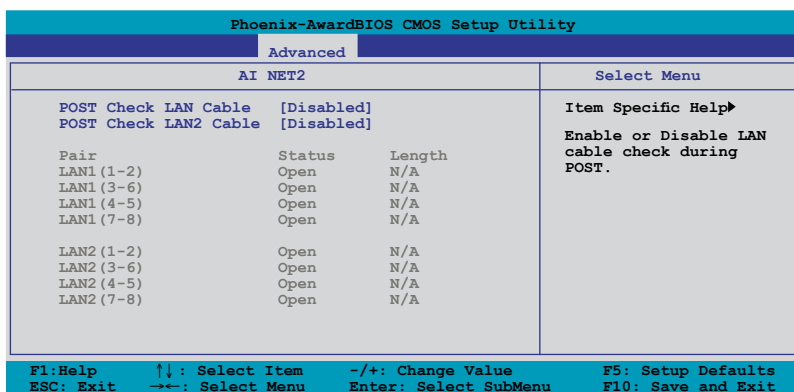 Phoenix-AwardBIOS CMOS Setup Utility
Advanced
AI NET2
Select Menu
POST Check LAN Cable [Disabled]
POST Check LAN2 Cable [Disabled]
Pair Status Length
LAN1(1-2) Open N/A
LAN1(3-6) Open N/A
LAN1(4-5) Open N/A
LAN1(7-8) Open N/A
LAN2(1-2) Open N/A
LAN2(3-6) Open N/A
LAN2(4-5) Open N/A
LAN2(7-8) Open N/A
Item Specific Help▶
Enable or Disable LAN
cable check during
POST.
F1:Help ↑↓: Select Item -/+: Change Value F5: Setup Defaults
ESC: Exit →←: Select Menu Enter: Select SubMenu F10: Save and Exit